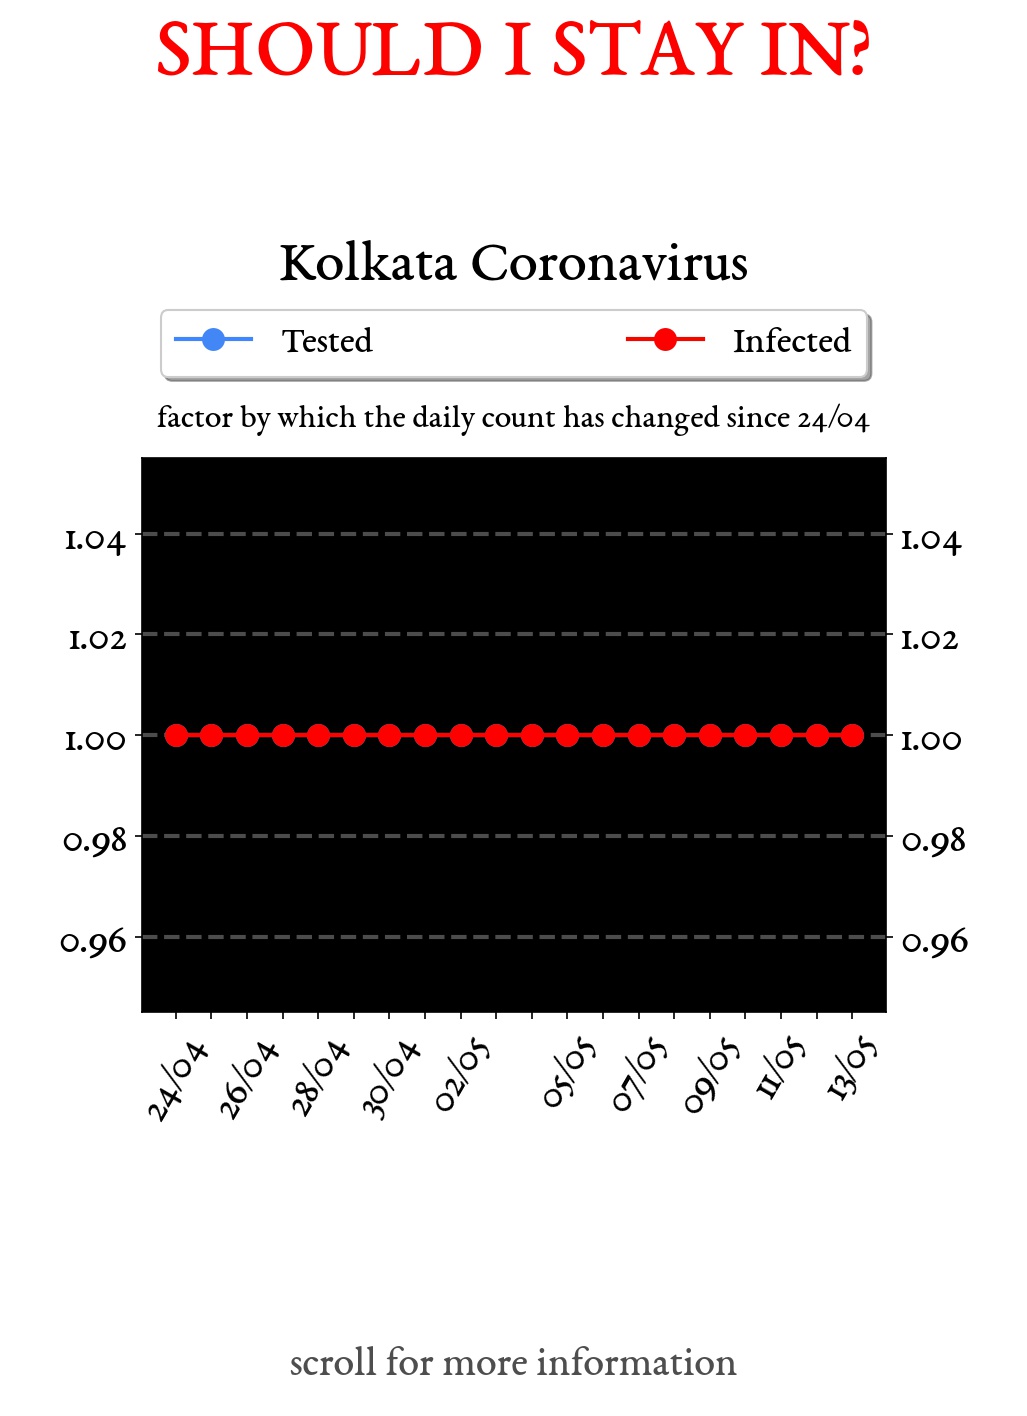 SHOULD I STAY IN?
Kolkata Coronavirus
Tested Infected
factor by which the daily count has changed since 24/04
1.04 1.04
1.02 1.02
1.00 1.00
0.98 0.98
0.96 0.96
24/04 26/04 28/04 30/04 02/05 05/05 07/05 09/05 11/05 13/05
scroll for more information